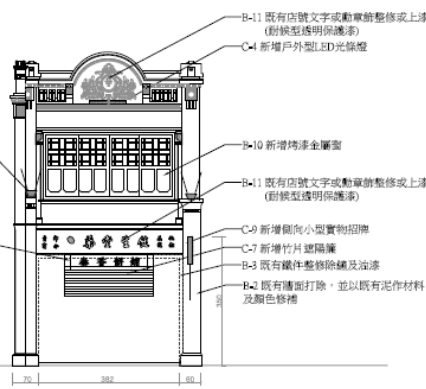 B-11 既有店號文字或勳章飾整修或上漆
(耐候型透明保護漆)
C-4 新增戶外型LED光條燈
B-10 新增烤漆金屬窗
B-11 既有店號文字或勳章飾整修或上漆
(耐候型透明保護漆)
C-9 新增側向小型實物招牌
C-7 新增竹片遮陽簾
B-3 既有鐵件整修除鏽及油漆
B-2 既有牆面打除，並以既有泥作材料
及顏色修補
350
70
382
60